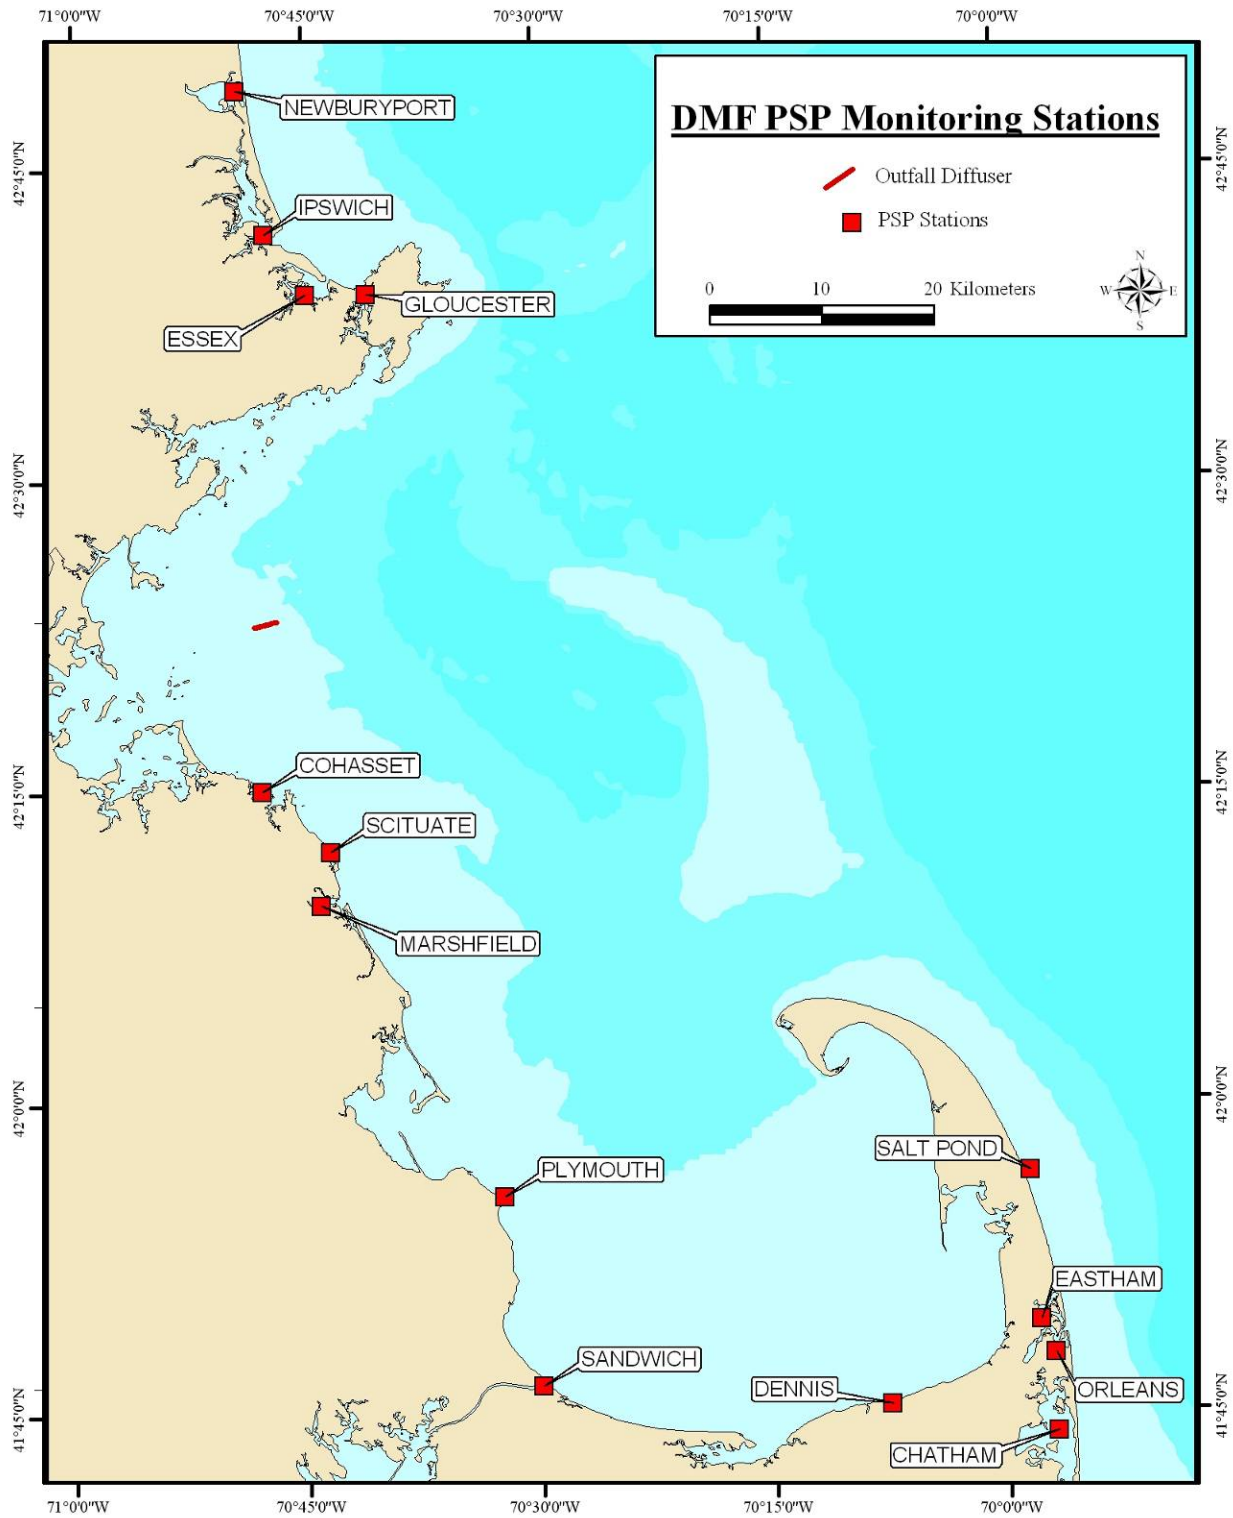 71°0'0"W 70°45'0"W 70°30'0"W 70°15'0"W 70°0'0"W
DMF PSP Monitoring Stations
Outfall Diffuser
PSP Stations
N
W E
S
0 10 20 Kilometers
42°45'0"N
42°45'0"N
NEWBURYPORT
IPSWICH
GLOUCESTER
ESSEX
42°30'0"N
42°30'0"N
COHASSET
42°15'0"N
42°15'0"N
SCITUATE
MARSHFIELD
42°0'0"N
42°0'0"N
SALT POND
PLYMOUTH
EASTHAM
SANDWICH
DENNIS
ORLEANS
41°45'0"N
41°45'0"N
CHATHAM
71°0'0"W 70°45'0"W 70°30'0"W 70°15'0"W 70°0'0"W